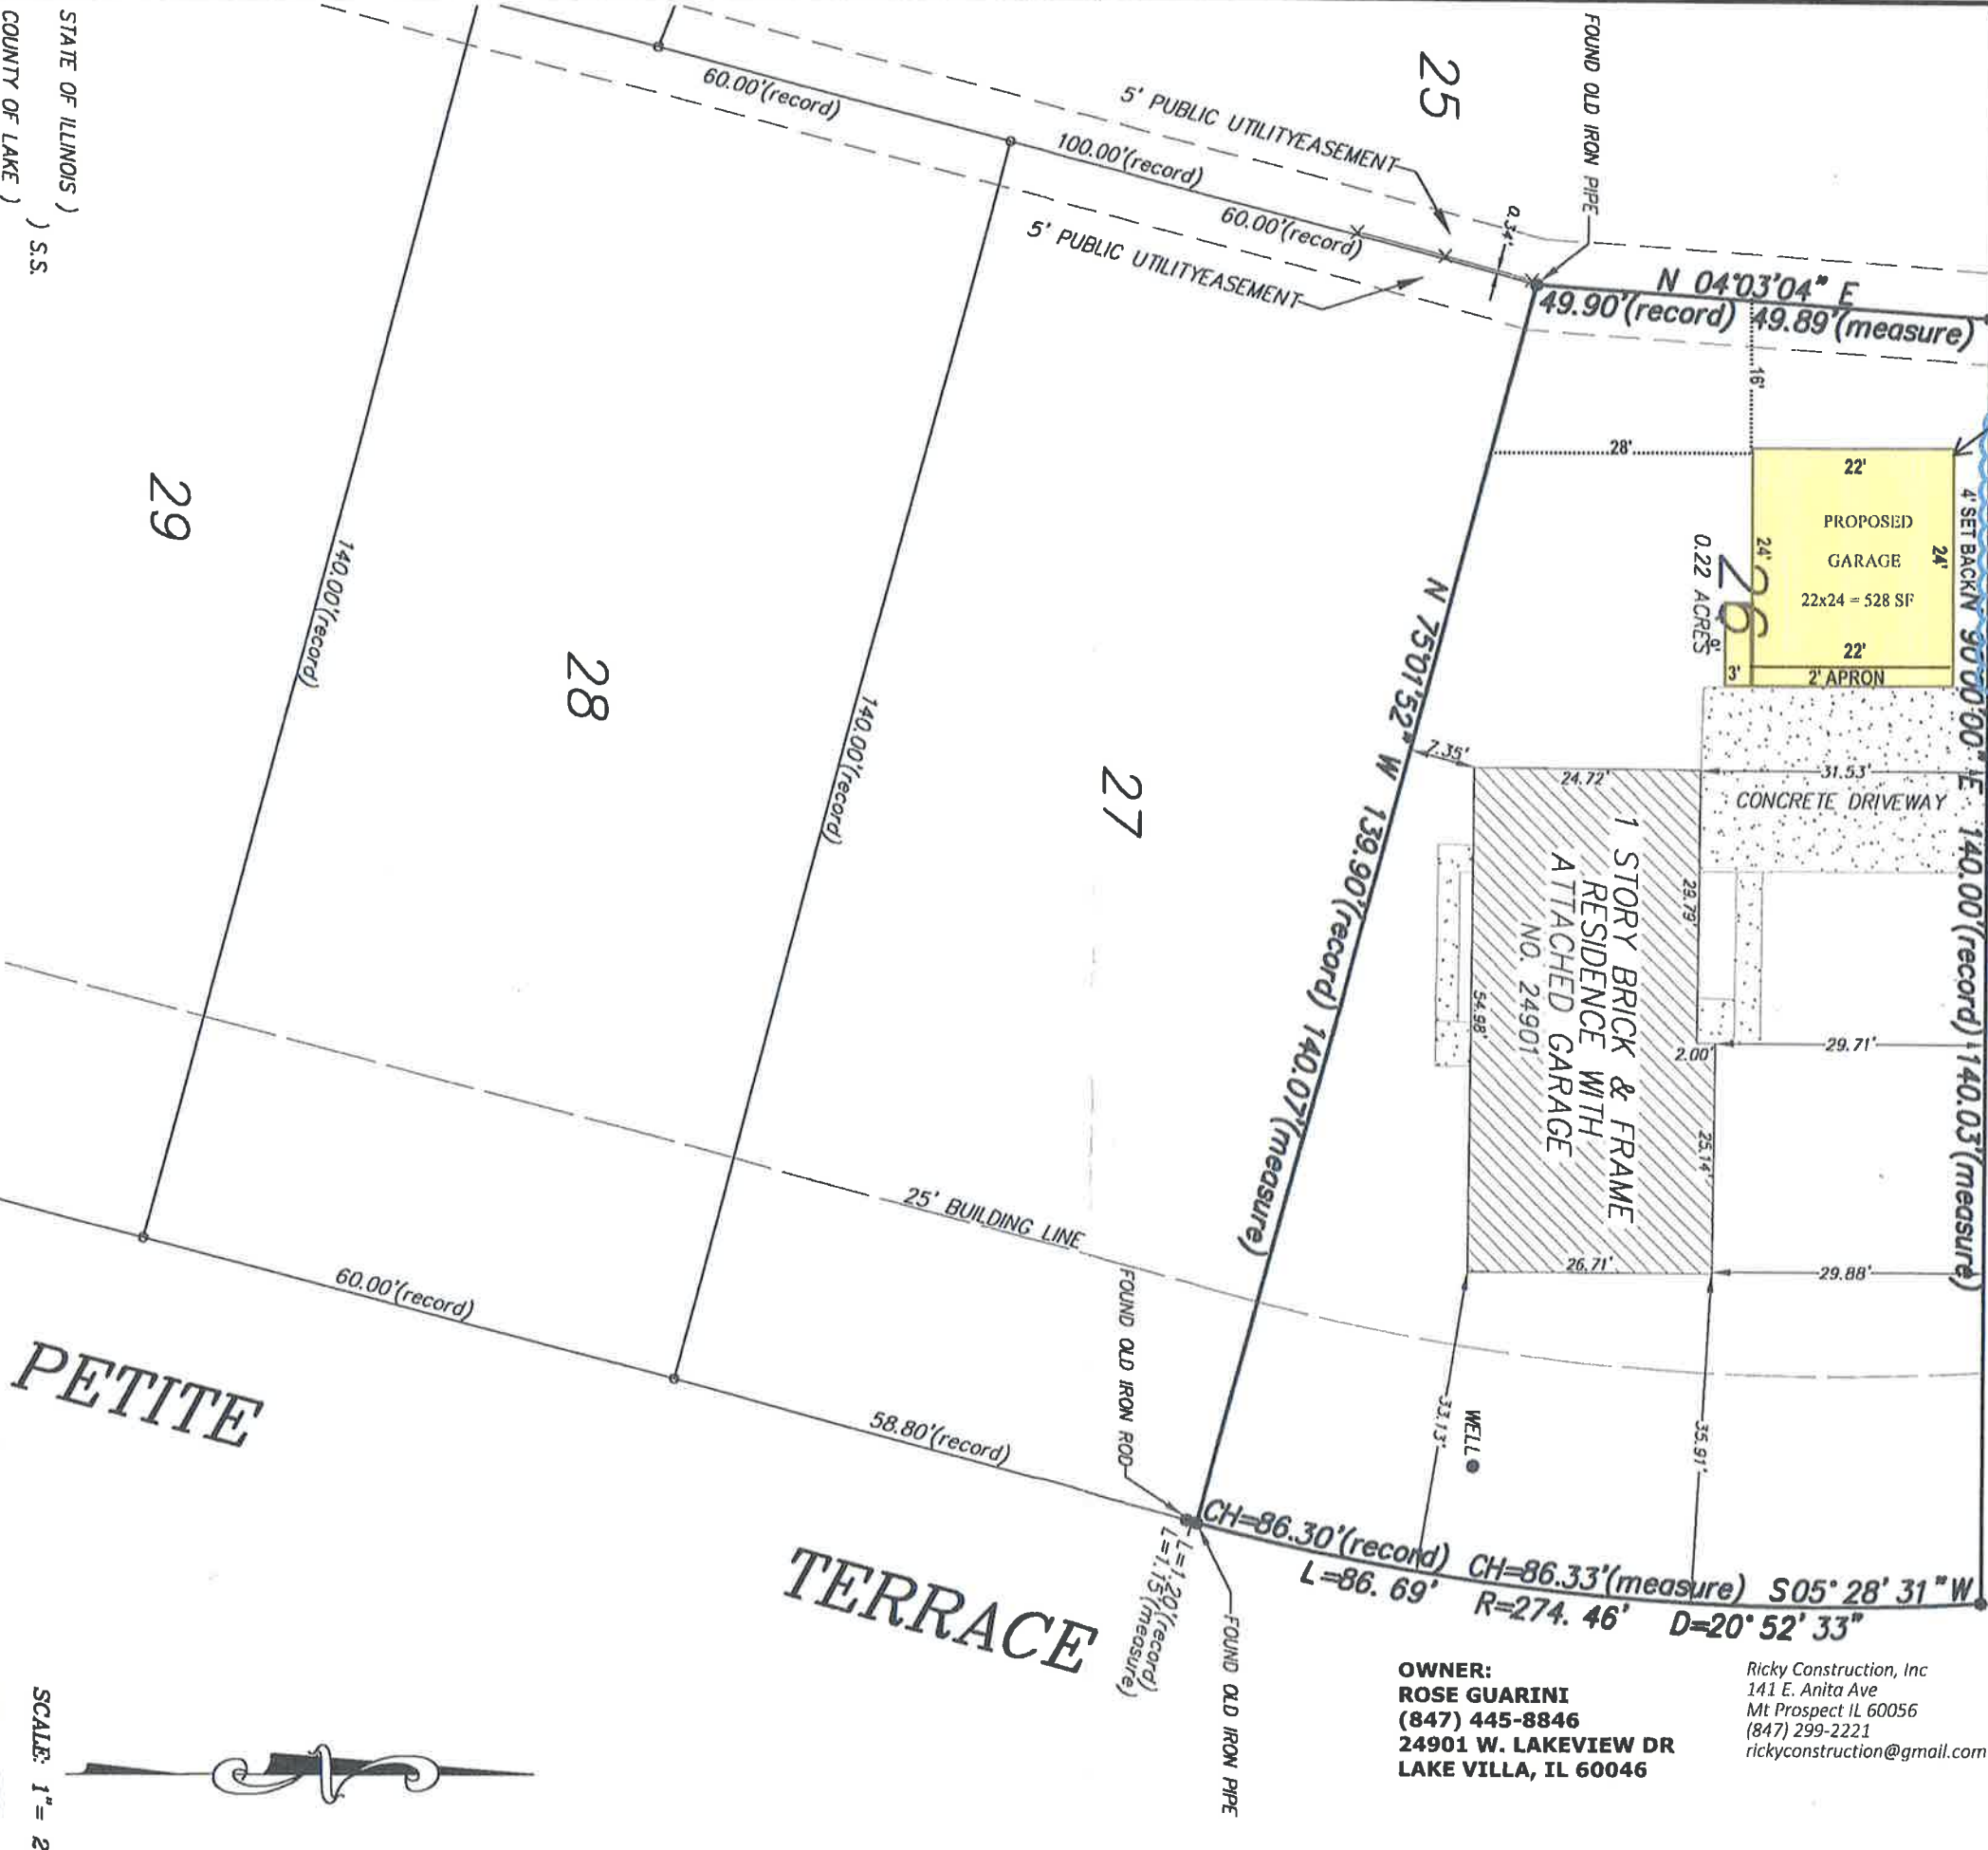 STATE OF ILLINOIS )
) S.S.
COUNTY OF LAKE )
60.00'(record)
100.00'(record)
60.00'(record)
5' PUBLIC UTILITYEASEMENT
5' PUBLIC UTILITYEASEMENT
25
FOUND OLD IRON PIPE
0.34'
N 04°03'04" E
49.90'(record) 49.89'(measure)
16'
28'
22'
PROPOSED
GARAGE
22x24 = 528 SF
24'
24'
22'
2' APRON
3'
9'
4' SET BACK
N 90°00'00" E 140.00'(record) 140.03'(measure)
26
0.22 ACRES
N 75°01'52" W 139.90'(record) 140.07'(measure)
7.35'
24.72'
31.53'
CONCRETE DRIVEWAY
1 STORY BRICK & FRAME
RESIDENCE WITH
ATTACHED GARAGE
NO. 24901
29.79'
54.98'
2.00'
29.71'
25.14'
26.71'
29.88'
33.13'
35.91'
WELL
29
28
27
140.00'(record)
140.00'(record)
25' BUILDING LINE
60.00'(record)
58.80'(record)
FOUND OLD IRON ROD
L=1.20'(record)
L=1.15'(measure)
FOUND OLD IRON PIPE
CH=86.30'(record) CH=86.33'(measure) S05° 28' 31" W
L=86. 69' R=274. 46' D=20° 52' 33"
PETITE
TERRACE
OWNER:
ROSE GUARINI
(847) 445-8846
24901 W. LAKEVIEW DR
LAKE VILLA, IL 60046
Ricky Construction, Inc
141 E. Anita Ave
Mt Prospect IL 60056
(847) 299-2221
rickyconstruction@gmail.com
SCALE: 1"= 2